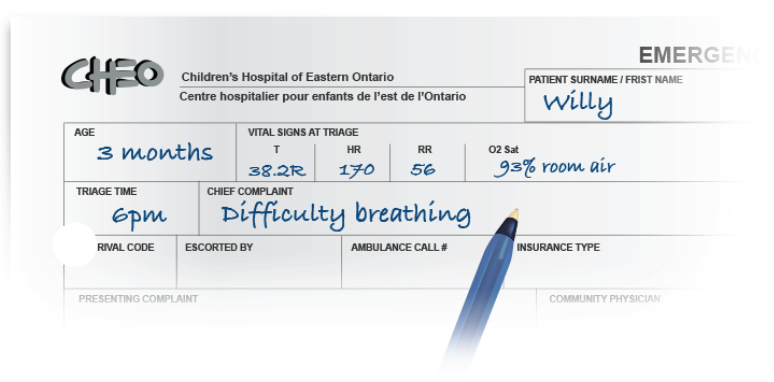 EMERGENC
CHEO
Children's Hospital of Eastern Ontario
Centre hospitalier pour enfants de l'est de l'Ontario
PATIENT SURNAME / FRIST NAME
Willy
AGE
3 months
VITAL SIGNS AT TRIAGE
T HR RR O2 Sat
38.2R 170 56 93% room air
TRIAGE TIME
6pm
CHIEF COMPLAINT
Difficulty breathing
RIVAL CODE ESCORTED BY AMBULANCE CALL # INSURANCE TYPE
PRESENTING COMPLAINT COMMUNITY PHYSICIAN